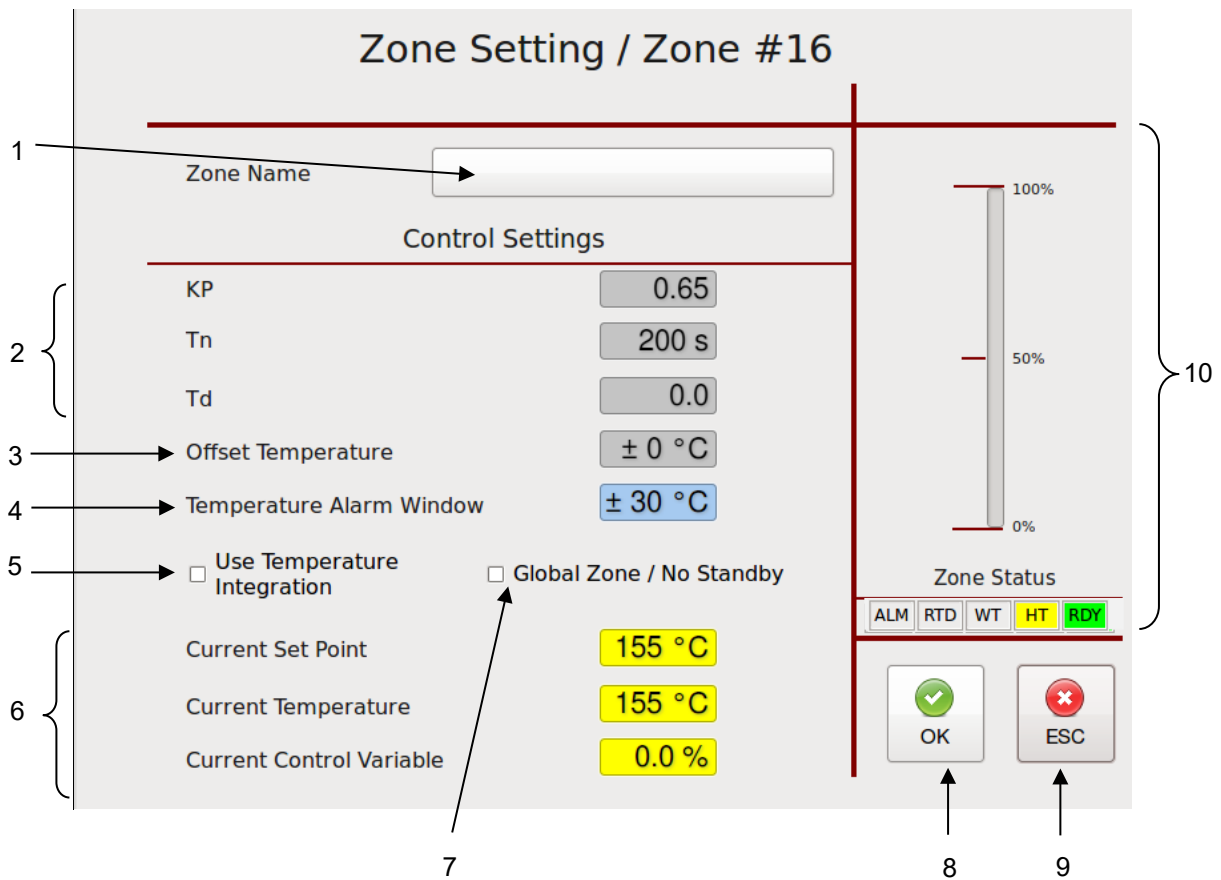 Zone Setting / Zone #16
1
Zone Name
100%
Control Settings
KP
0.65
2
Tn
200 s
50%
10
Td
0.0
3
Offset Temperature
± 0 °C
4
Temperature Alarm Window
± 30 °C
0%
5
Use Temperature
Integration
Global Zone / No Standby
Zone Status
ALM RTD WT HT RDY
6
Current Set Point
155 °C
Current Temperature
155 °C
Current Control Variable
0.0 %
OK
ESC
7
8
9